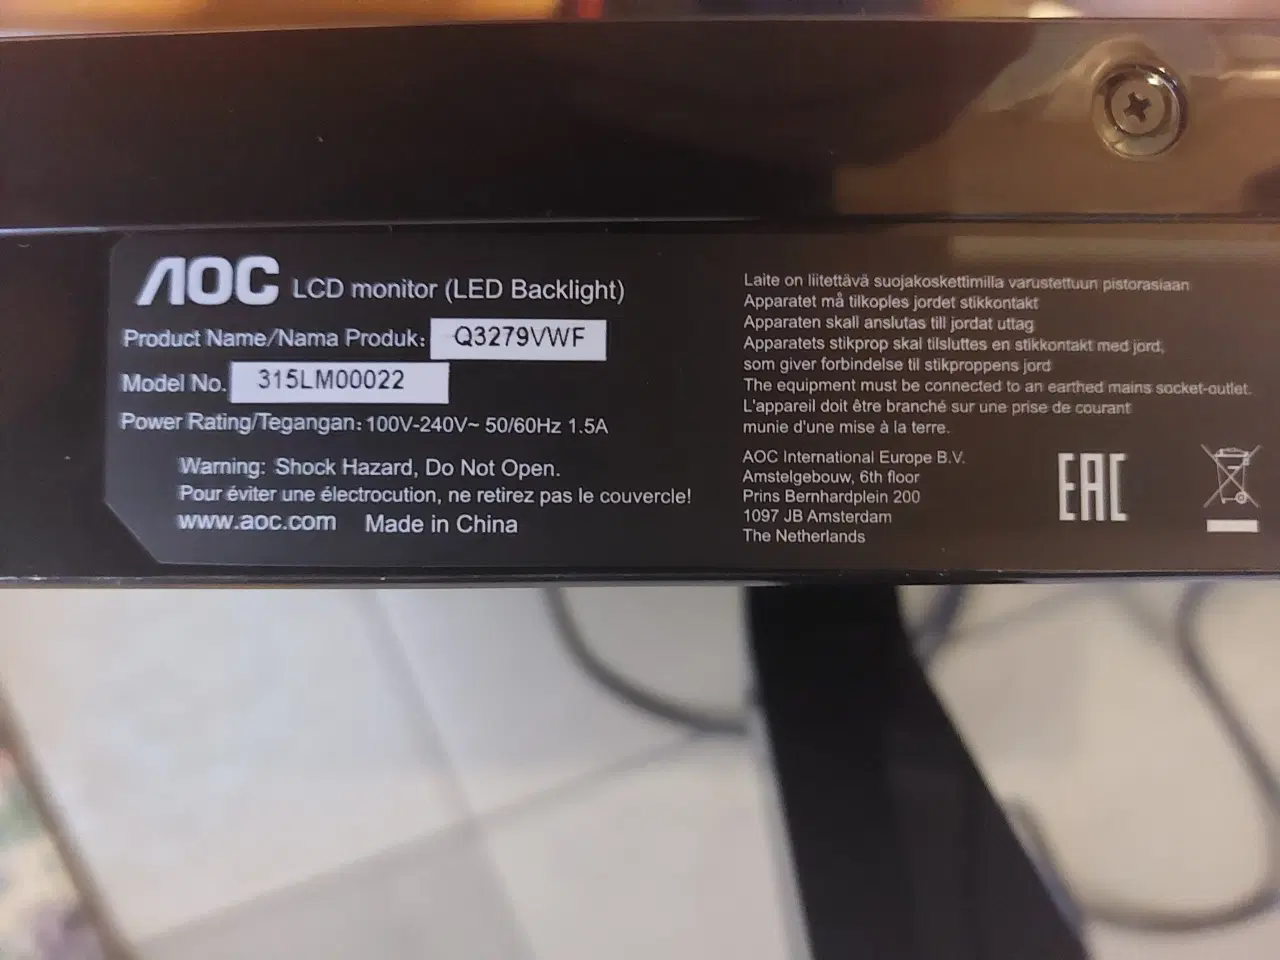 AOC LCD monitor (LED Backlight)
Product Name/Nama Produk: Q3279VWF
Model No. 315LM00022
Power Rating/Tegangan: 100V-240V~ 50/60Hz 1.5A
Warning: Shock Hazard, Do Not Open.
Pour éviter une électrocution, ne retirez pas le couvercle!
www.aoc.com Made in China
Laite on liitettävä suojakoskettimilla varustettuun pistorasiaan
Apparatet må tilkoples jordet stikkontakt
Apparaten skall anslutas till jordat uttag
Apparatets stikprop skal tilsluttes en stikkontakt med jord,
som giver forbindelse til stikproppens jord
The equipment must be connected to an earthed mains socket-outlet.
L'appareil doit être branché sur une prise de courant
munie d'une mise à la terre.
AOC International Europe B.V.
Amstelgebouw, 6th floor
Prins Bernhardplein 200
1097 JB Amsterdam
The Netherlands
EAC